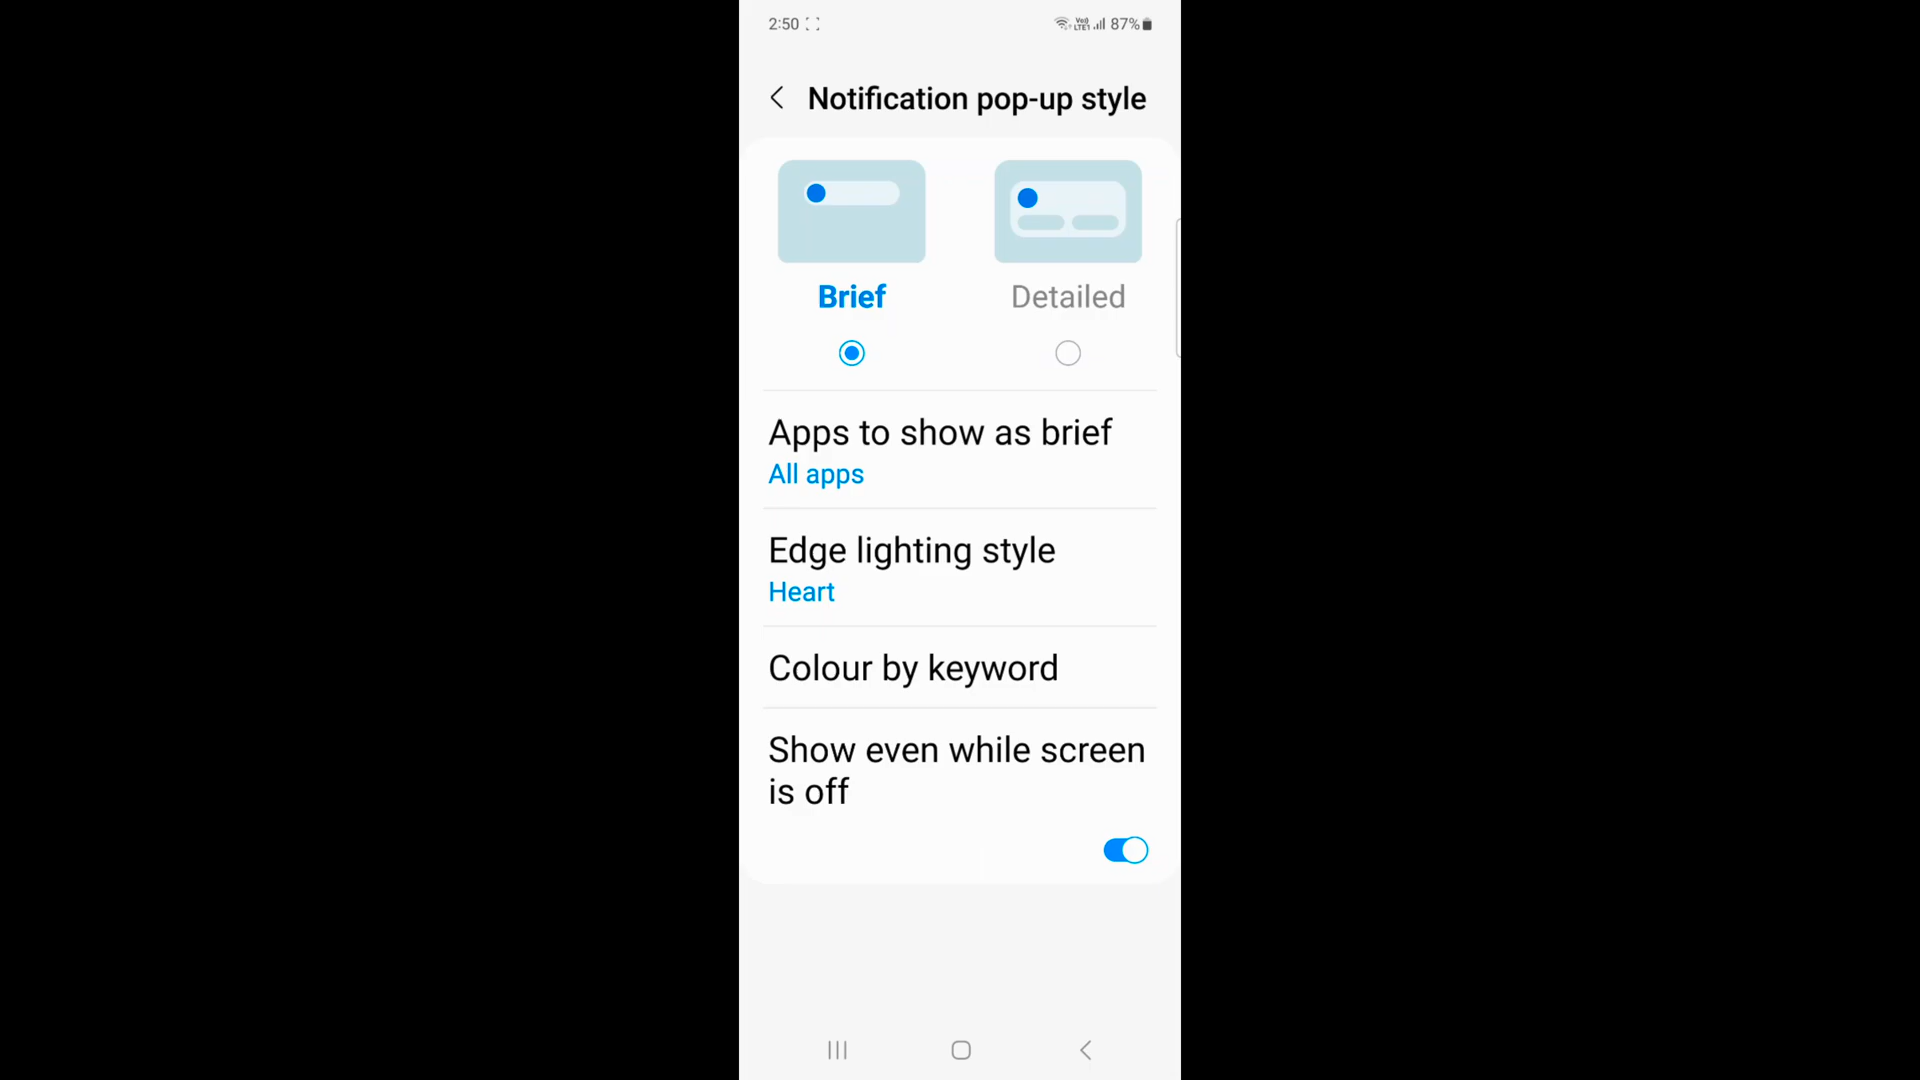 2:50 87%
Notification pop-up style
Brief Detailed
Apps to show as brief
All apps
Edge lighting style
Heart
Colour by keyword
Show even while screen
is off